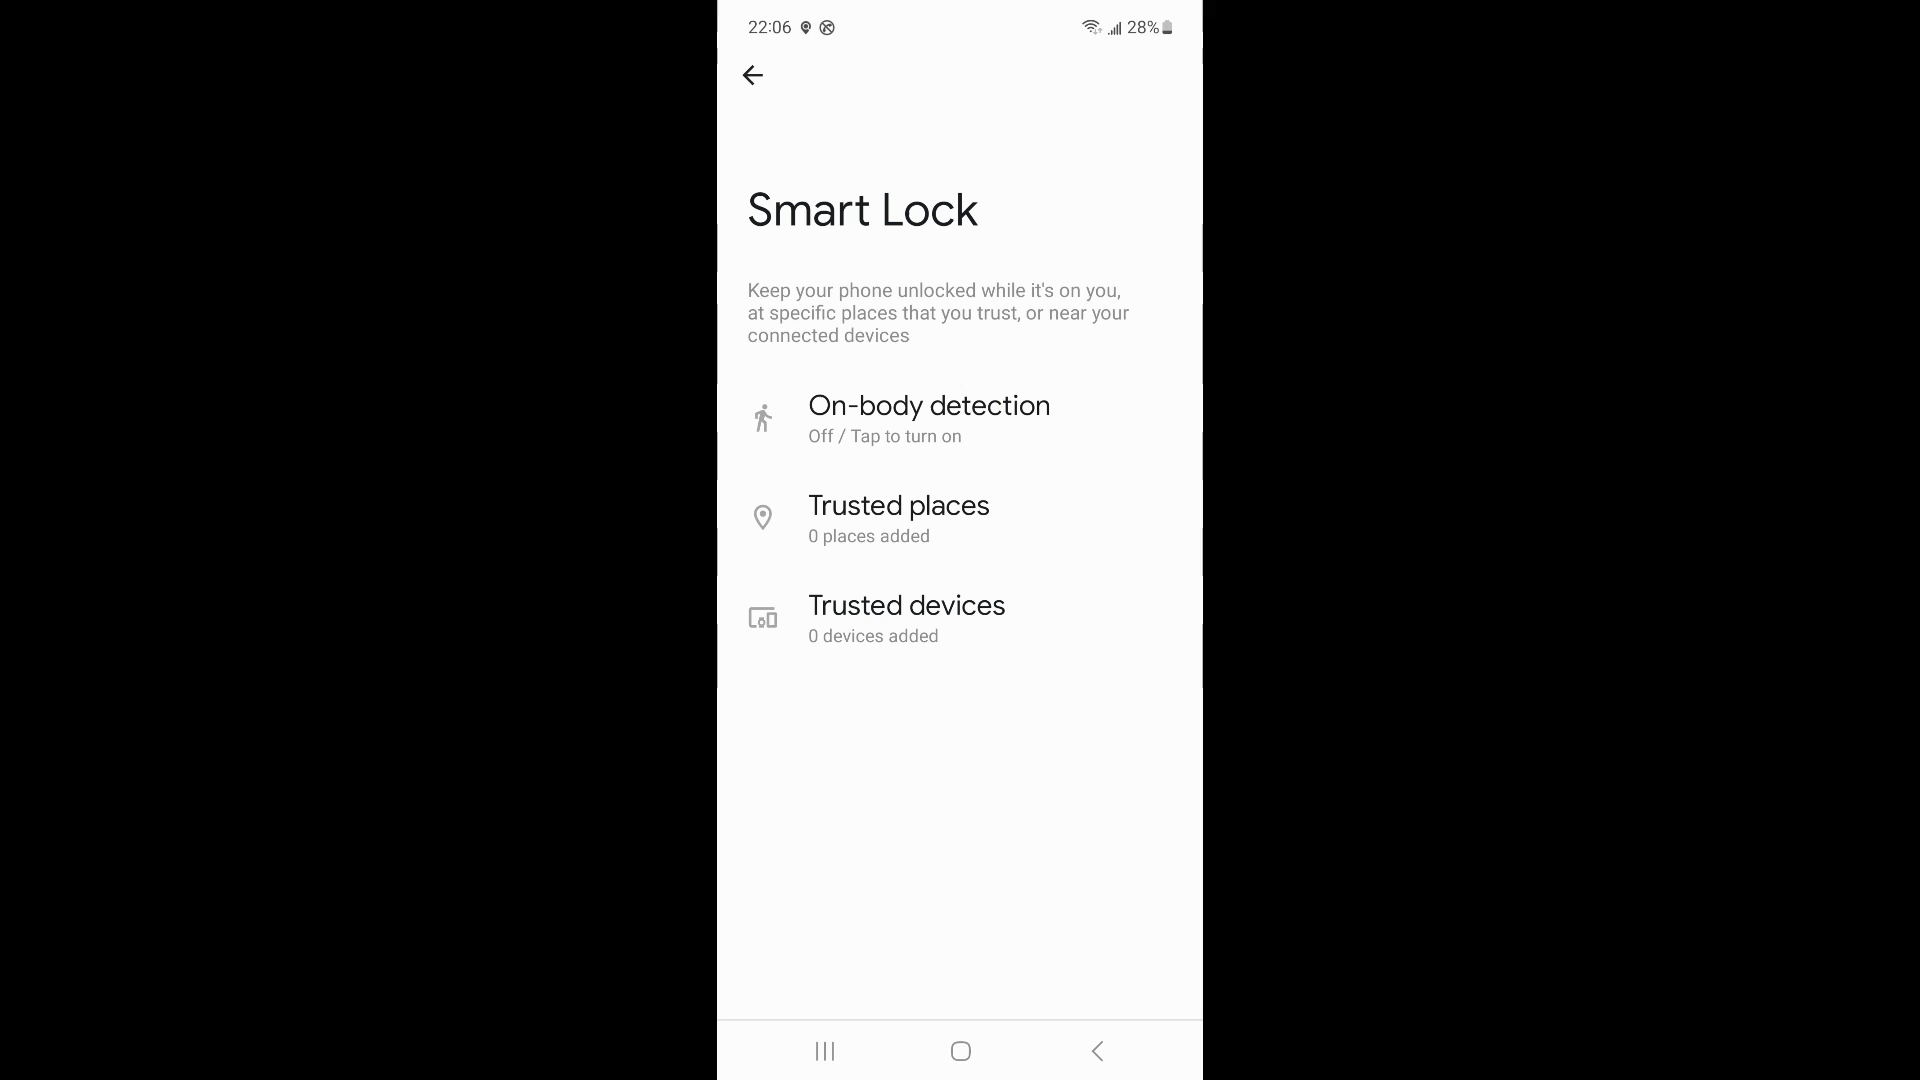 22:06
28%
Smart Lock
Keep your phone unlocked while it's on you,
at specific places that you trust, or near your
connected devices
On-body detection
Off / Tap to turn on
Trusted places
0 places added
Trusted devices
0 devices added